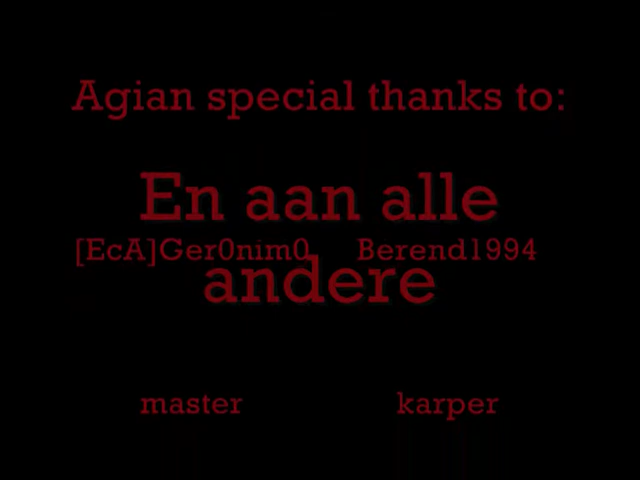 Agian special thanks to:
En aan alle
[EcA]Ger0nim0 Berend1994
andere
master karper